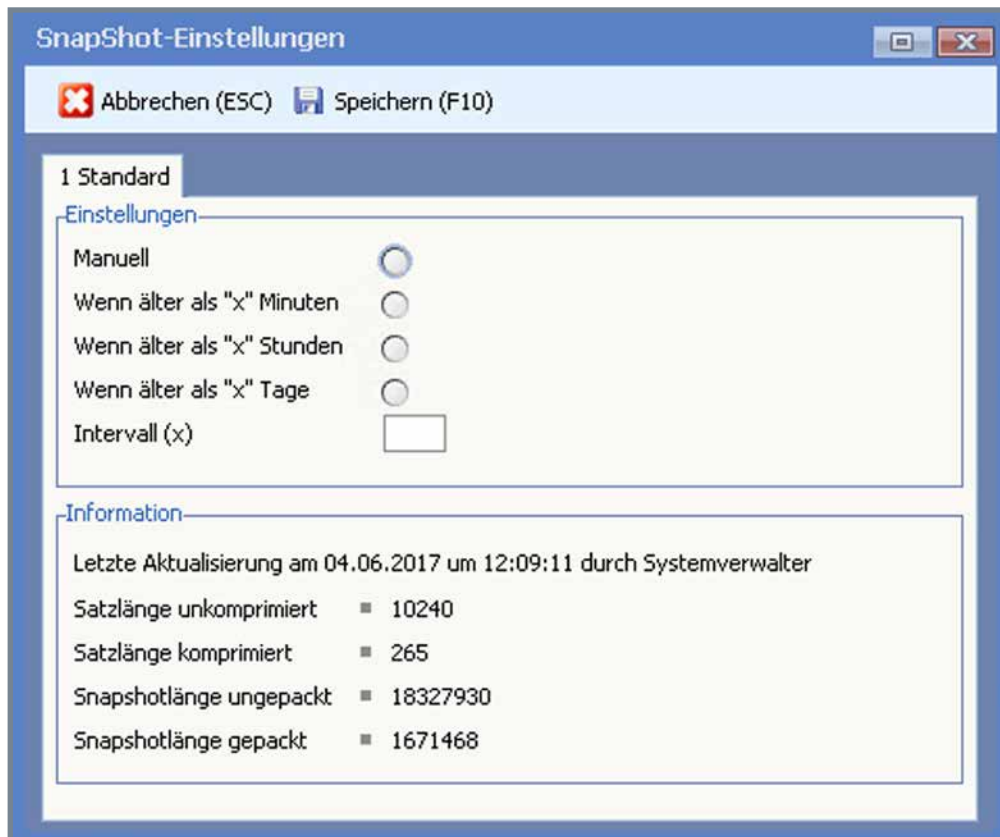 SnapShot-Einstellungen
Abbrechen (ESC) Speichern (F10)
1 Standard
Einstellungen
Manuell
Wenn älter als "x" Minuten
Wenn älter als "x" Stunden
Wenn älter als "x" Tage
Intervall (x)
Information
Letzte Aktualisierung am 04.06.2017 um 12:09:11 durch Systemverwalter
Satzlänge unkomprimiert 10240
Satzlänge komprimiert 265
Snapshotlänge ungepackt 18327930
Snapshotlänge gepackt 1671468